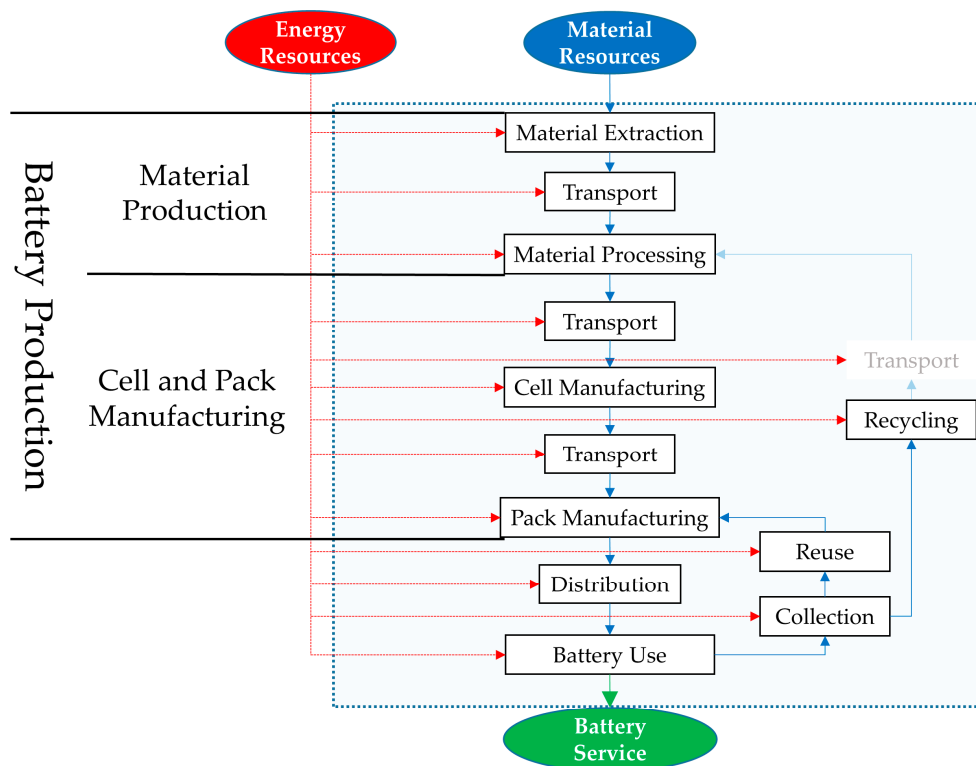 Energy
Resources
Material
Resources
Battery Production
Material
Production
Cell and Pack
Manufacturing
Material Extraction
Transport
Material Processing
Transport
Transport
Cell Manufacturing
Recycling
Transport
Pack Manufacturing
Reuse
Distribution
Collection
Battery Use
Battery
Service